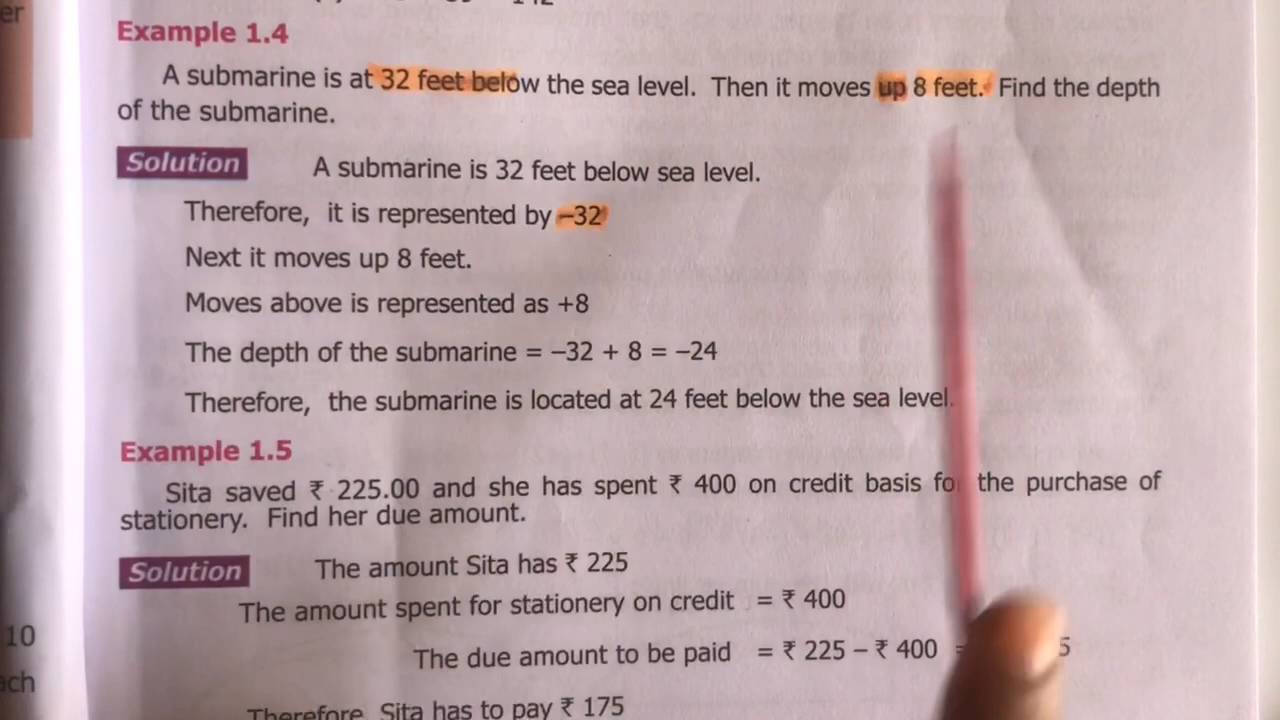 er
Example 1.4
A submarine is at 32 feet below the sea level. Then it moves up 8 feet. Find the depth
of the submarine.
Solution A submarine is 32 feet below sea level.
Therefore, it is represented by –32
Next it moves up 8 feet.
Moves above is represented as +8
The depth of the submarine = –32 + 8 = –24
Therefore, the submarine is located at 24 feet below the sea level.
Example 1.5
Sita saved ₹ 225.00 and she has spent ₹ 400 on credit basis fo the purchase of
stationery. Find her due amount.
Solution The amount Sita has ₹ 225
The amount spent for stationery on credit = ₹ 400
10
The due amount to be paid = ₹ 225 – ₹ 400 = 5
ach
Therefore, Sita has to pay ₹ 175